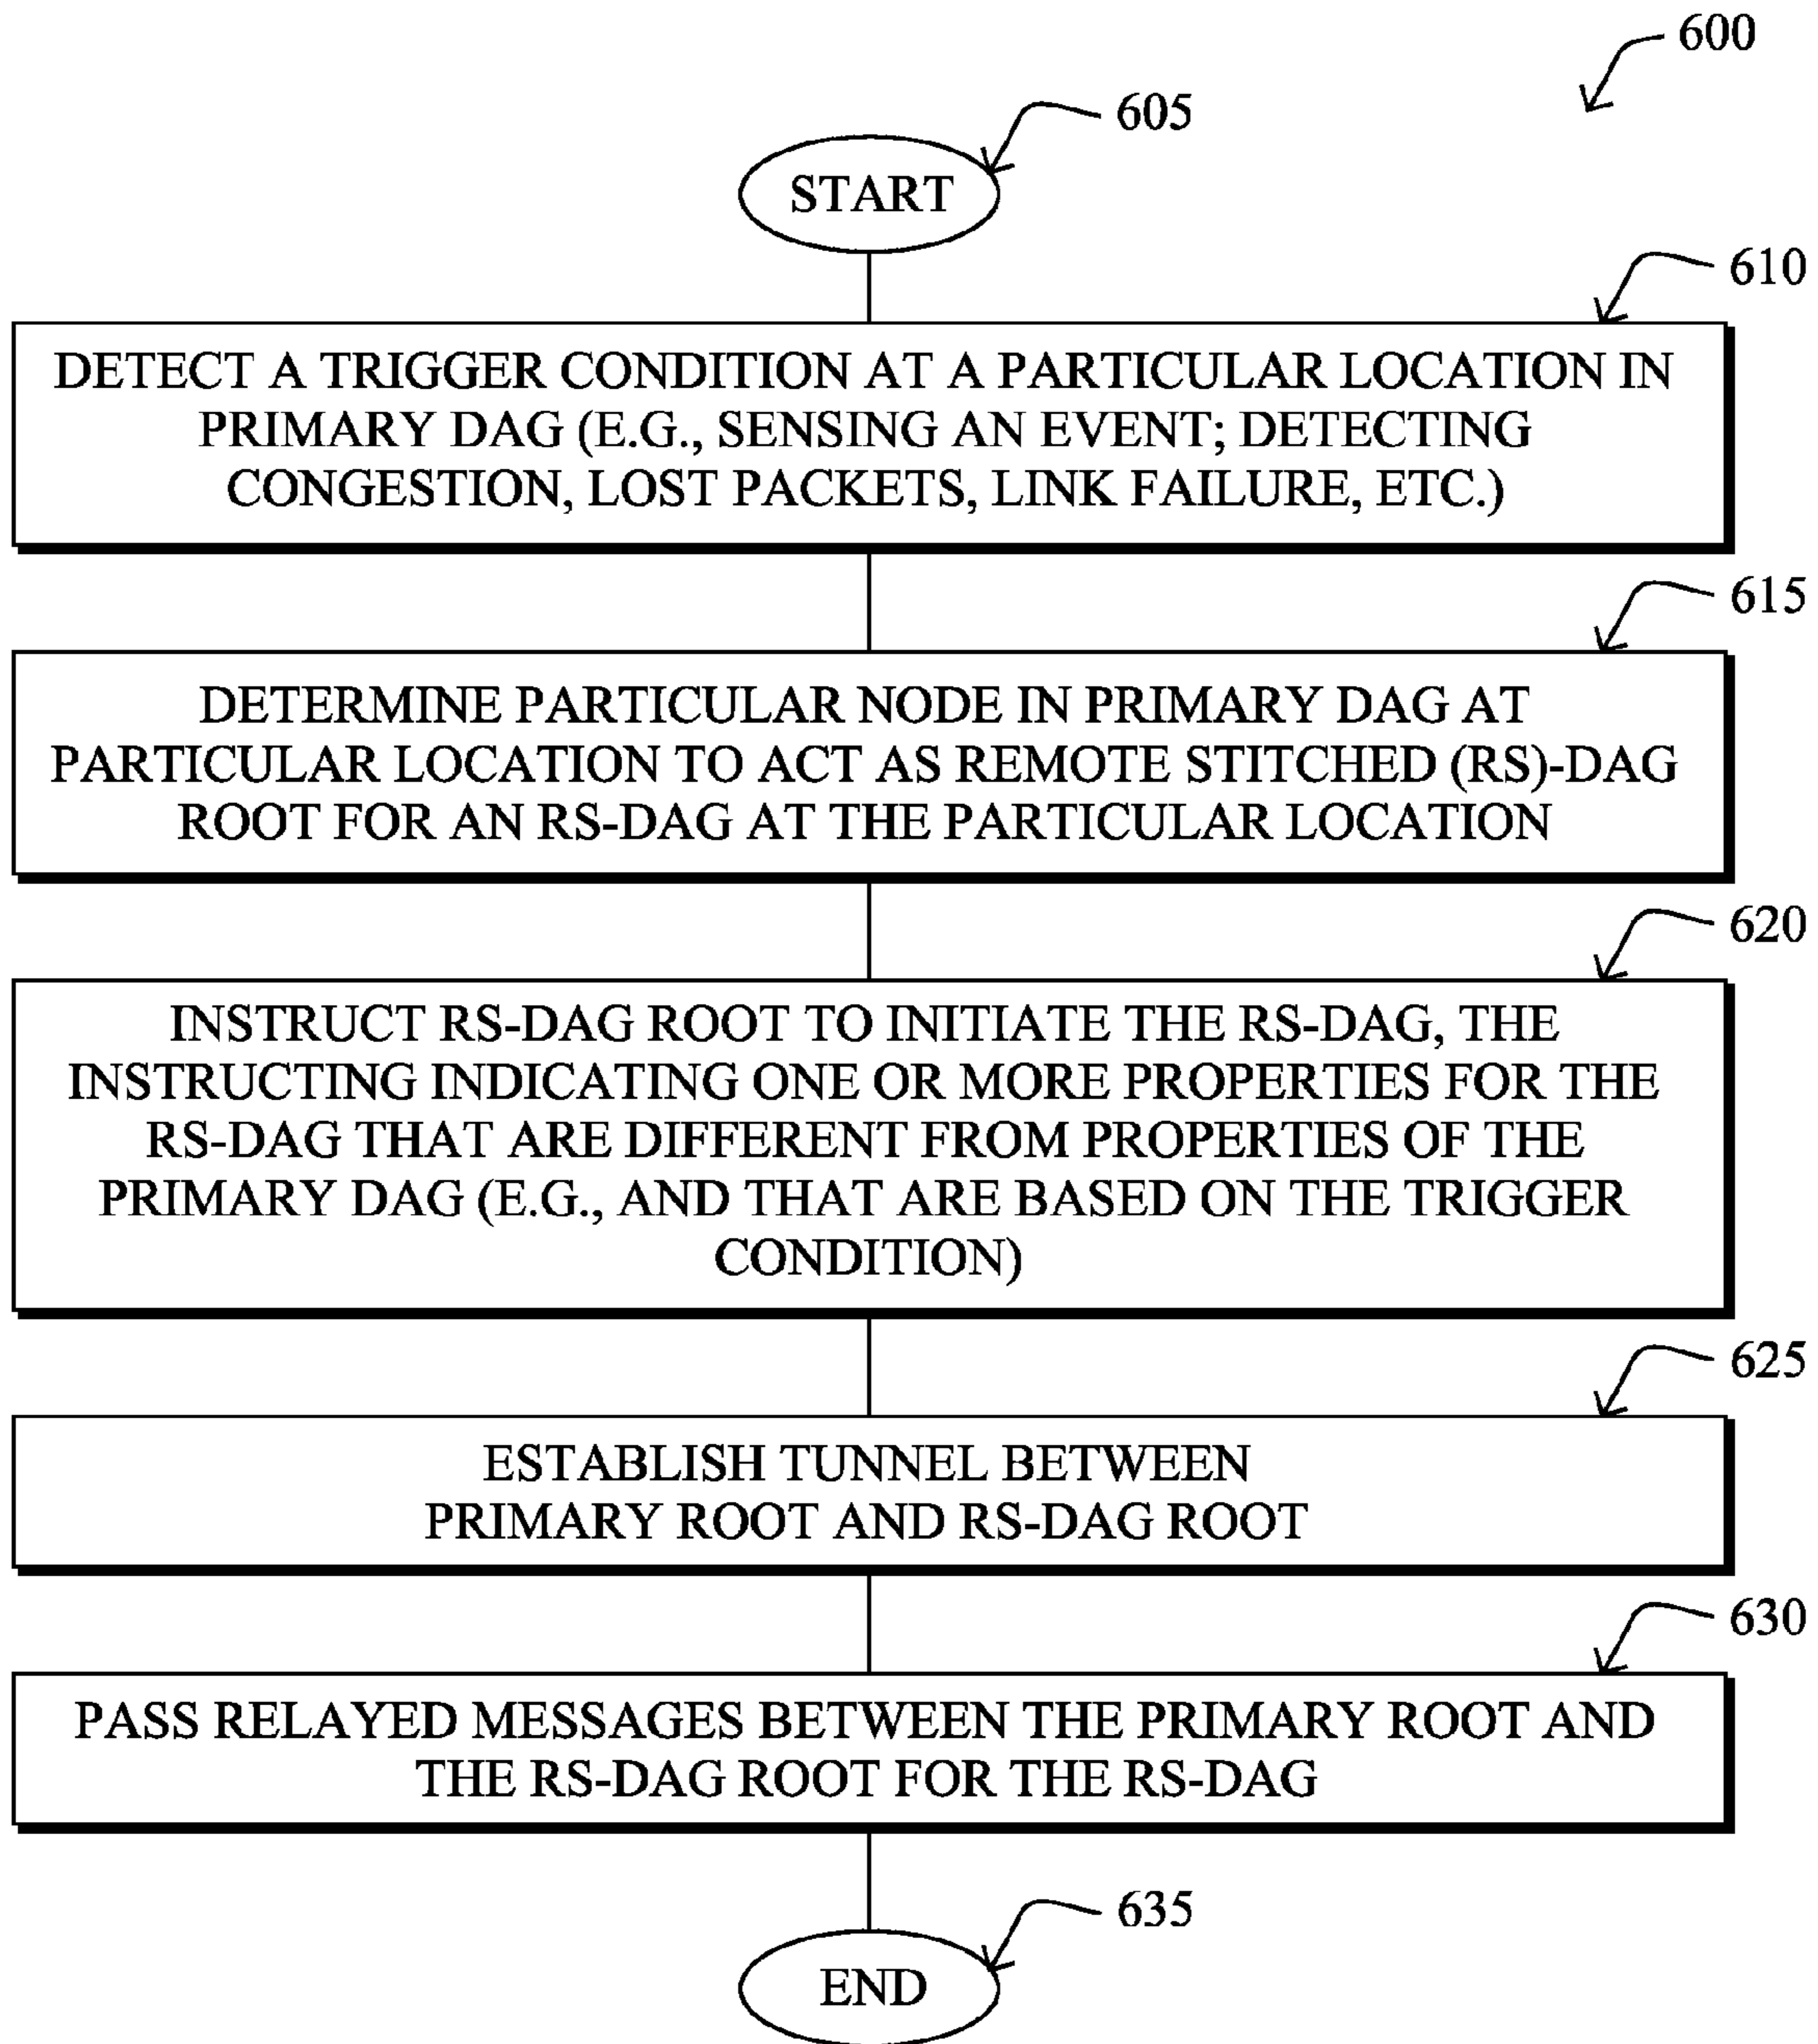 600
605
START
610
DETECT A TRIGGER CONDITION AT A PARTICULAR LOCATION IN
PRIMARY DAG (E.G., SENSING AN EVENT; DETECTING
CONGESTION, LOST PACKETS, LINK FAILURE, ETC.)
615
DETERMINE PARTICULAR NODE IN PRIMARY DAG AT
PARTICULAR LOCATION TO ACT AS REMOTE STITCHED (RS)-DAG
ROOT FOR AN RS-DAG AT THE PARTICULAR LOCATION
620
INSTRUCT RS-DAG ROOT TO INITIATE THE RS-DAG, THE
INSTRUCTING INDICATING ONE OR MORE PROPERTIES FOR THE
RS-DAG THAT ARE DIFFERENT FROM PROPERTIES OF THE
PRIMARY DAG (E.G., AND THAT ARE BASED ON THE TRIGGER
CONDITION)
625
ESTABLISH TUNNEL BETWEEN
PRIMARY ROOT AND RS-DAG ROOT
630
PASS RELAYED MESSAGES BETWEEN THE PRIMARY ROOT AND
THE RS-DAG ROOT FOR THE RS-DAG
635
END